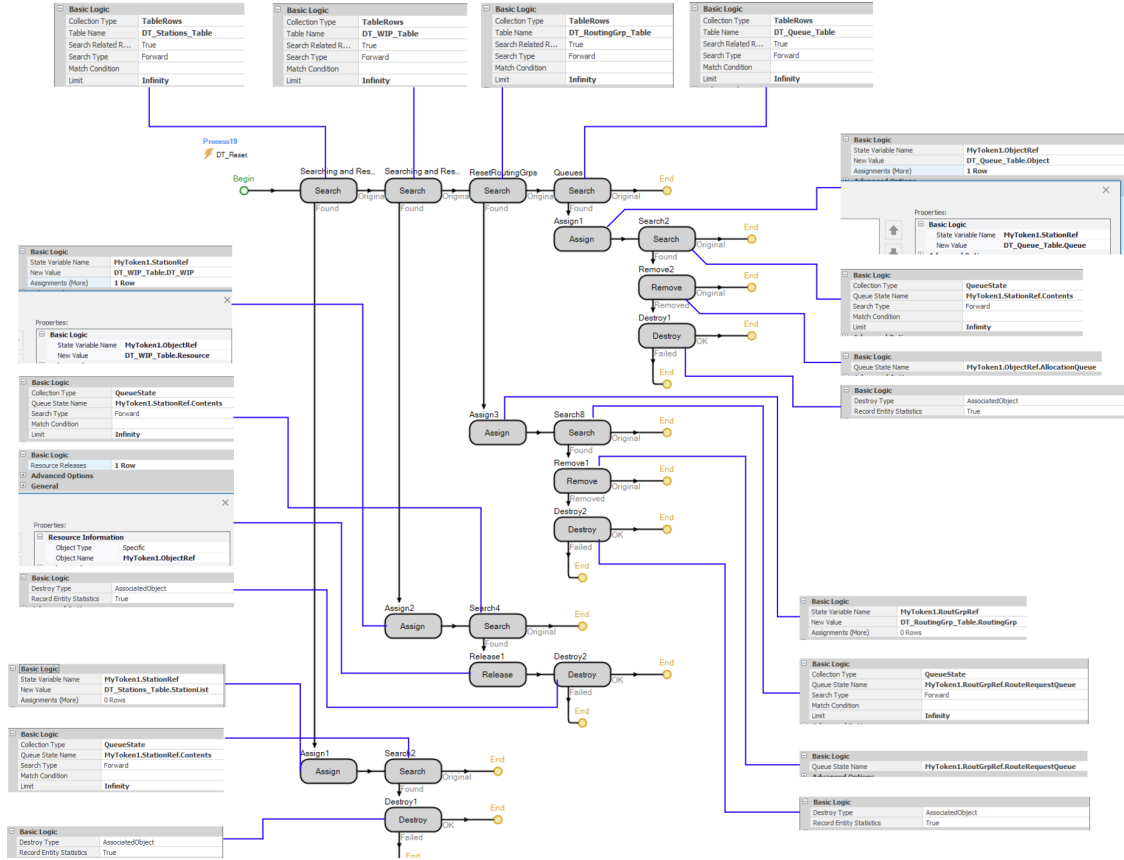 Basic Logic
Collection Type TableRows
Table Name DT_Stations_Table
Search Related R... True
Search Type Forward
Match Condition
Limit Infinity
Basic Logic
Collection Type TableRows
Table Name DT_WIP_Table
Search Related R... True
Search Type Forward
Match Condition
Limit Infinity
Basic Logic
Collection Type TableRows
Table Name DT_RoutingGrp_Table
Search Related R... True
Search Type Forward
Match Condition
Limit Infinity
Basic Logic
Collection Type TableRows
Table Name DT_Queue_Table
Search Related R... True
Search Type Forward
Match Condition
Limit Infinity
Process19
DT_Reset
Begin
Searching and Res...
Search
Original
Found
Searching and Res...
Search
Original
Found
ResetRoutingGrps
Search
Original
Found
Queues
Search
Original
Found
End
Assign1
Assign
Search2
Search
Original
Found
End
Remove2
Remove
Original
Removed
End
Destroy1
Destroy
OK
Failed
End
End
Basic Logic
State Variable Name MyToken1.ObjectRef
New Value DT_Queue_Table.Object
Assignments (More) 1 Row
Properties:
Basic Logic
State Variable Name MyToken1.StationRef
New Value DT_Queue_Table.Queue
Basic Logic
Collection Type QueueState
Queue State Name MyToken1.StationRef.Contents
Search Type Forward
Match Condition
Limit Infinity
Basic Logic
Queue State Name MyToken1.ObjectRef.AllocationQueue
Basic Logic
Destroy Type AssociatedObject
Record Entity Statistics True
Basic Logic
State Variable Name MyToken1.StationRef
New Value DT_WIP_Table.DT_WIP
Assignments (More) 1 Row
Properties:
Basic Logic
State Variable Name MyToken1.ObjectRef
New Value DT_WIP_Table.Resource
Basic Logic
Collection Type QueueState
Queue State Name MyToken1.StationRef.Contents
Search Type Forward
Match Condition
Limit Infinity
Basic Logic
Resource Releases 1 Row
Advanced Options
General
Properties:
Resource Information
Object Type Specific
Object Name MyToken1.ObjectRef
Basic Logic
Destroy Type AssociatedObject
Record Entity Statistics True
Assign3
Assign
Search8
Search
Original
Found
End
Remove1
Remove
Original
Removed
End
Destroy2
Destroy
OK
Failed
End
End
Assign2
Assign
Search4
Search
Original
Found
End
Release1
Release
Destroy2
Destroy
OK
Failed
End
End
Basic Logic
State Variable Name MyToken1.RoutGrpRef
New Value DT_RoutingGrp_Table.RoutingGrp
Assignments (More) 0 Rows
Basic Logic
Collection Type QueueState
Queue State Name MyToken1.RoutGrpRef.RouteRequestQueue
Search Type Forward
Match Condition
Limit Infinity
Basic Logic
Queue State Name MyToken1.RoutGrpRef.RouteRequestQueue
Advanced Options
Basic Logic
Destroy Type AssociatedObject
Record Entity Statistics True
Basic Logic
State Variable Name MyToken1.StationRef
New Value DT_Stations_Table.StationList
Assignments (More) 0 Rows
Basic Logic
Collection Type QueueState
Queue State Name MyToken1.StationRef.Contents
Search Type Forward
Match Condition
Limit Infinity
Assign1
Assign
Search2
Search
Original
Found
End
Destroy1
Destroy
OK
Failed
End
End
Basic Logic
Destroy Type AssociatedObject
Record Entity Statistics True